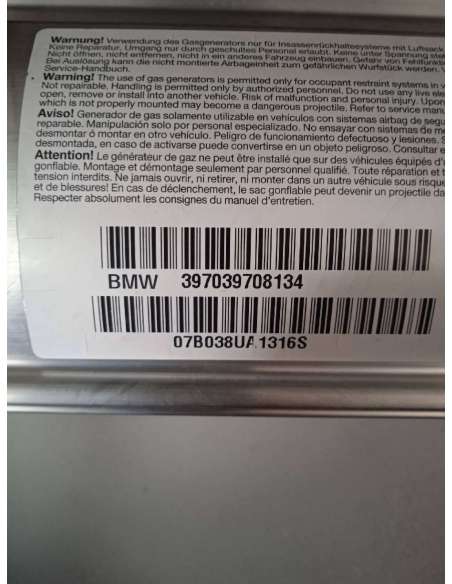 Warnung! Verwendung des Gasgenerators nur für Insassenrückhaltesysteme mit Luftsack
Keine Reparatur, Umgang nur durch geschultes Personal erlaubt. Keine
Öffnen, nicht entfernen, nicht in ein anderes Fahrzeug einbauen. Gefahr von Fehlfunktion
Bei Auslösung kann die nicht montierte Airbageinheit zum gefährlichen Wurfstück werden.
Service-Handbuch.
Warning! The use of gas generators is permitted only for occupant restraint systems in v
Not repairable. Handling is permitted only by authorized personnel. Do not use any live ele
open, remove or install into another vehicle. Risk of malfunction and personal injury. Upon
which is not properly mounted may become a dangerous projectile. Refer to service man
Aviso! Generador de gas solamente utilizable en vehículos con sistemas airbag de segu
reparable. Manipulación solo por personal especializado. No ensayar con sistemas de me
desmontar ó montar en otro vehículo. Peligro de funcionamiento defectuoso y lesiones. S
desmontada, en caso de activarse puede convertirse en un objeto peligroso. Consultar e
Attention! Le générateur de gaz ne peut être installé que sur des véhicules équipés d'
gonflable. Montage et démontage seulement par personnel qualifié. Toute réparation et t
tension interdits. Ne jamais ouvrir, ni retirer, ni monter dans un autre véhicule sous risque
et de blessures! En cas de déclenchement, le sac gonflable peut devenir un projectile da
Respecter absolument les consignes du manuel d'entretien.
BMW 397039708134
07B038UA1316S